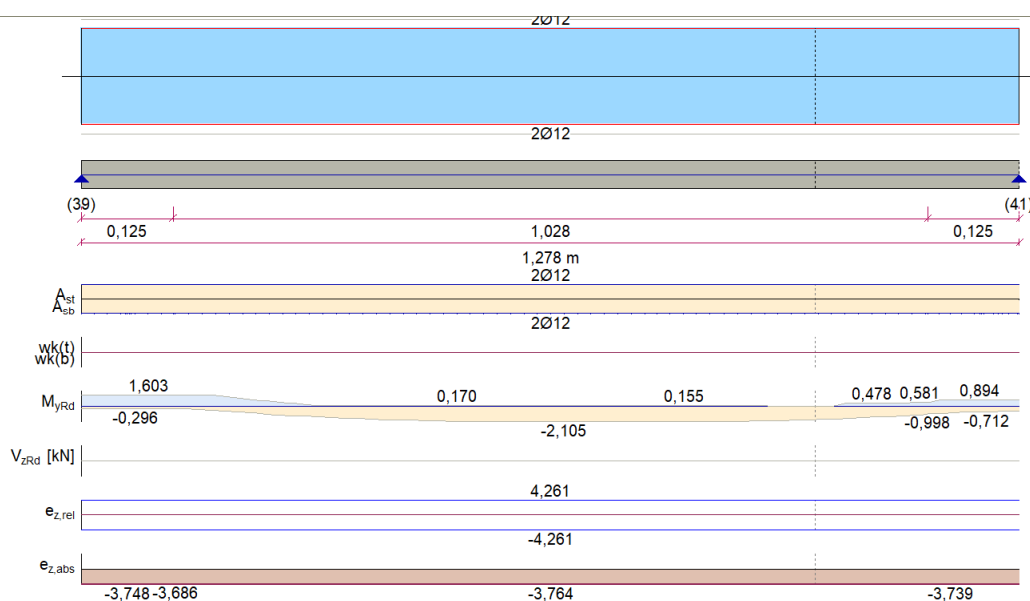 2Ø12
2Ø12
(39) (41)
0,125 1,028 0,125
1,278 m
2Ø12
Ast
Asb
2Ø12
wk(t)
wk(b)
1,603 0,170 0,155 0,478 0,581 0,894
MyRd
-0,296 -2,105 -0,998 -0,712
VzRd [kN]
4,261
ez,rel
-4,261
ez,abs
-3,748 -3,686 -3,764 -3,739